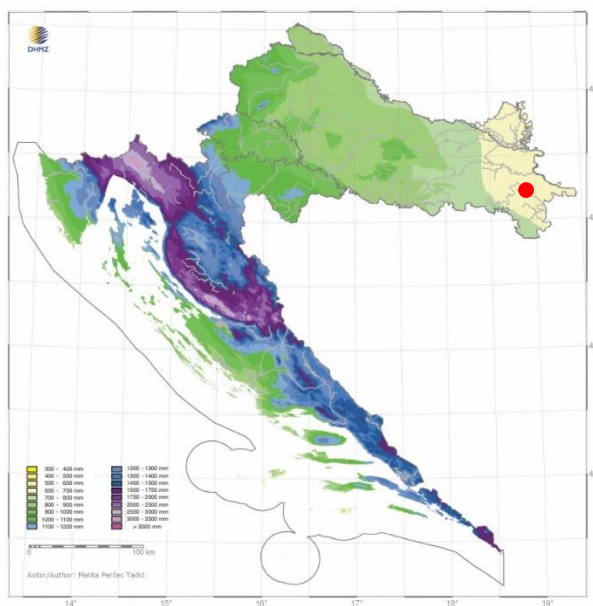 DHMZ
300 - 400 mm
400 - 500 mm
500 - 600 mm
600 - 700 mm
700 - 800 mm
800 - 900 mm
900 - 1000 mm
1000 - 1100 mm
1100 - 1200 mm
1200 - 1300 mm
1300 - 1400 mm
1400 - 1500 mm
1500 - 1750 mm
1750 - 2000 mm
2000 - 2500 mm
2500 - 3000 mm
3000 - 3500 mm
> 3500 mm
0 100 km
Autor/Author: Melita Perčec Tadić
14° 15° 16° 17° 18° 19°